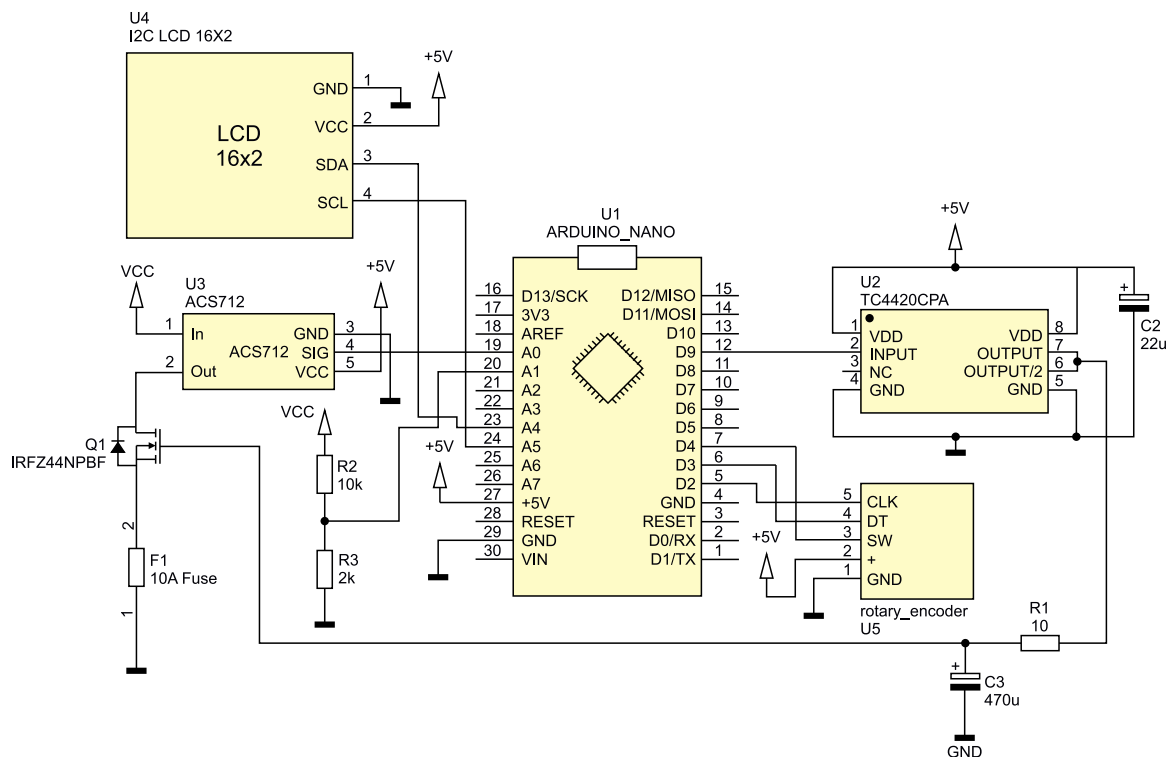 U4
I2C LCD 16X2
LCD
16x2
GND 1
VCC 2
SDA 3
SCL 4
+5V
VCC
U3
ACS712
+5V
1 In
2 Out
ACS712
GND 3
SIG 4
VCC 5
Q1
IRFZ44NPBF
2
F1
10A Fuse
1
VCC
R2
10k
R3
2k
+5V
U1
ARDUINO_NANO
16 D13/SCK
17 3V3
18 AREF
19 A0
20 A1
21 A2
22 A3
23 A4
24 A5
25 A6
26 A7
27 +5V
28 RESET
29 GND
30 VIN
D12/MISO 15
D11/MOSI 14
D10 13
D9 12
D8 11
D7 10
D6 9
D5 8
D4 7
D3 6
D2 5
GND 4
RESET 3
D0/RX 2
D1/TX 1
+5V
U2
TC4420CPA
1 VDD
2 INPUT
3 NC
4 GND
VDD 8
OUTPUT 7
OUTPUT/2 6
GND 5
+
C2
22u
+5V
5 CLK
4 DT
3 SW
2 +
1 GND
rotary_encoder
U5
R1
10
+
C3
470u
GND